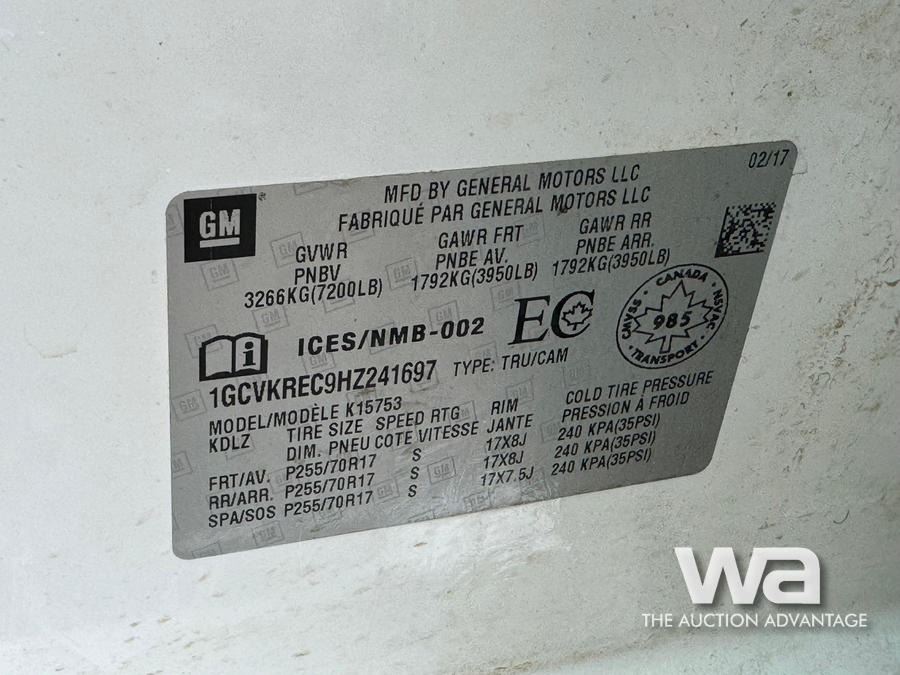 02/17
GM
MFD BY GENERAL MOTORS LLC
FABRIQUÉ PAR GENERAL MOTORS LLC
GVWR GAWR FRT GAWR RR
PNBV PNBE AV. PNBE ARR.
3266KG(7200LB) 1792KG(3950LB) 1792KG(3950LB)
i ICES/NMB-002 EC
CANADA
CMVSS 985 NSVAC
TRANSPORT
1GCVKREC9HZ241697 TYPE: TRU/CAM
MODEL/MODÈLE K15753
KDLZ TIRE SIZE SPEED RTG RIM COLD TIRE PRESSURE
DIM. PNEU COTE VITESSE JANTE PRESSION À FROID
FRT/AV. P255/70R17 S 17X8J 240 KPA(35PSI)
RR/ARR. P255/70R17 S 17X8J 240 KPA(35PSI)
SPA/SOS P255/70R17 S 17X7.5J 240 KPA(35PSI)
wa
THE AUCTION ADVANTAGE